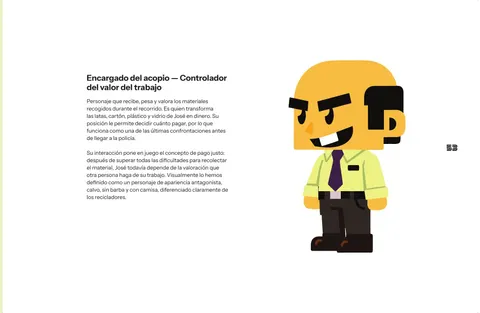 Encargado del acopio — Controlador
del valor del trabajo
Personaje que recibe, pesa y valora los materiales
recogidos durante el recorrido. Es quien transforma
las latas, cartón, plástico y vidrio de José en dinero. Su
posición le permite decidir cuánto pagar, por lo que
funciona como una de las últimas confrontaciones antes
de llegar a la policía.
Su interacción pone en juego el concepto de pago justo:
después de superar todas las dificultades para recolectar
el material, José todavía depende de la valoración que
otra persona haga de su trabajo. Visualmente lo hemos
definido como un personaje de apariencia antagonista,
calvo, sin barba y con camisa, diferenciado claramente de
los recicladores.
53